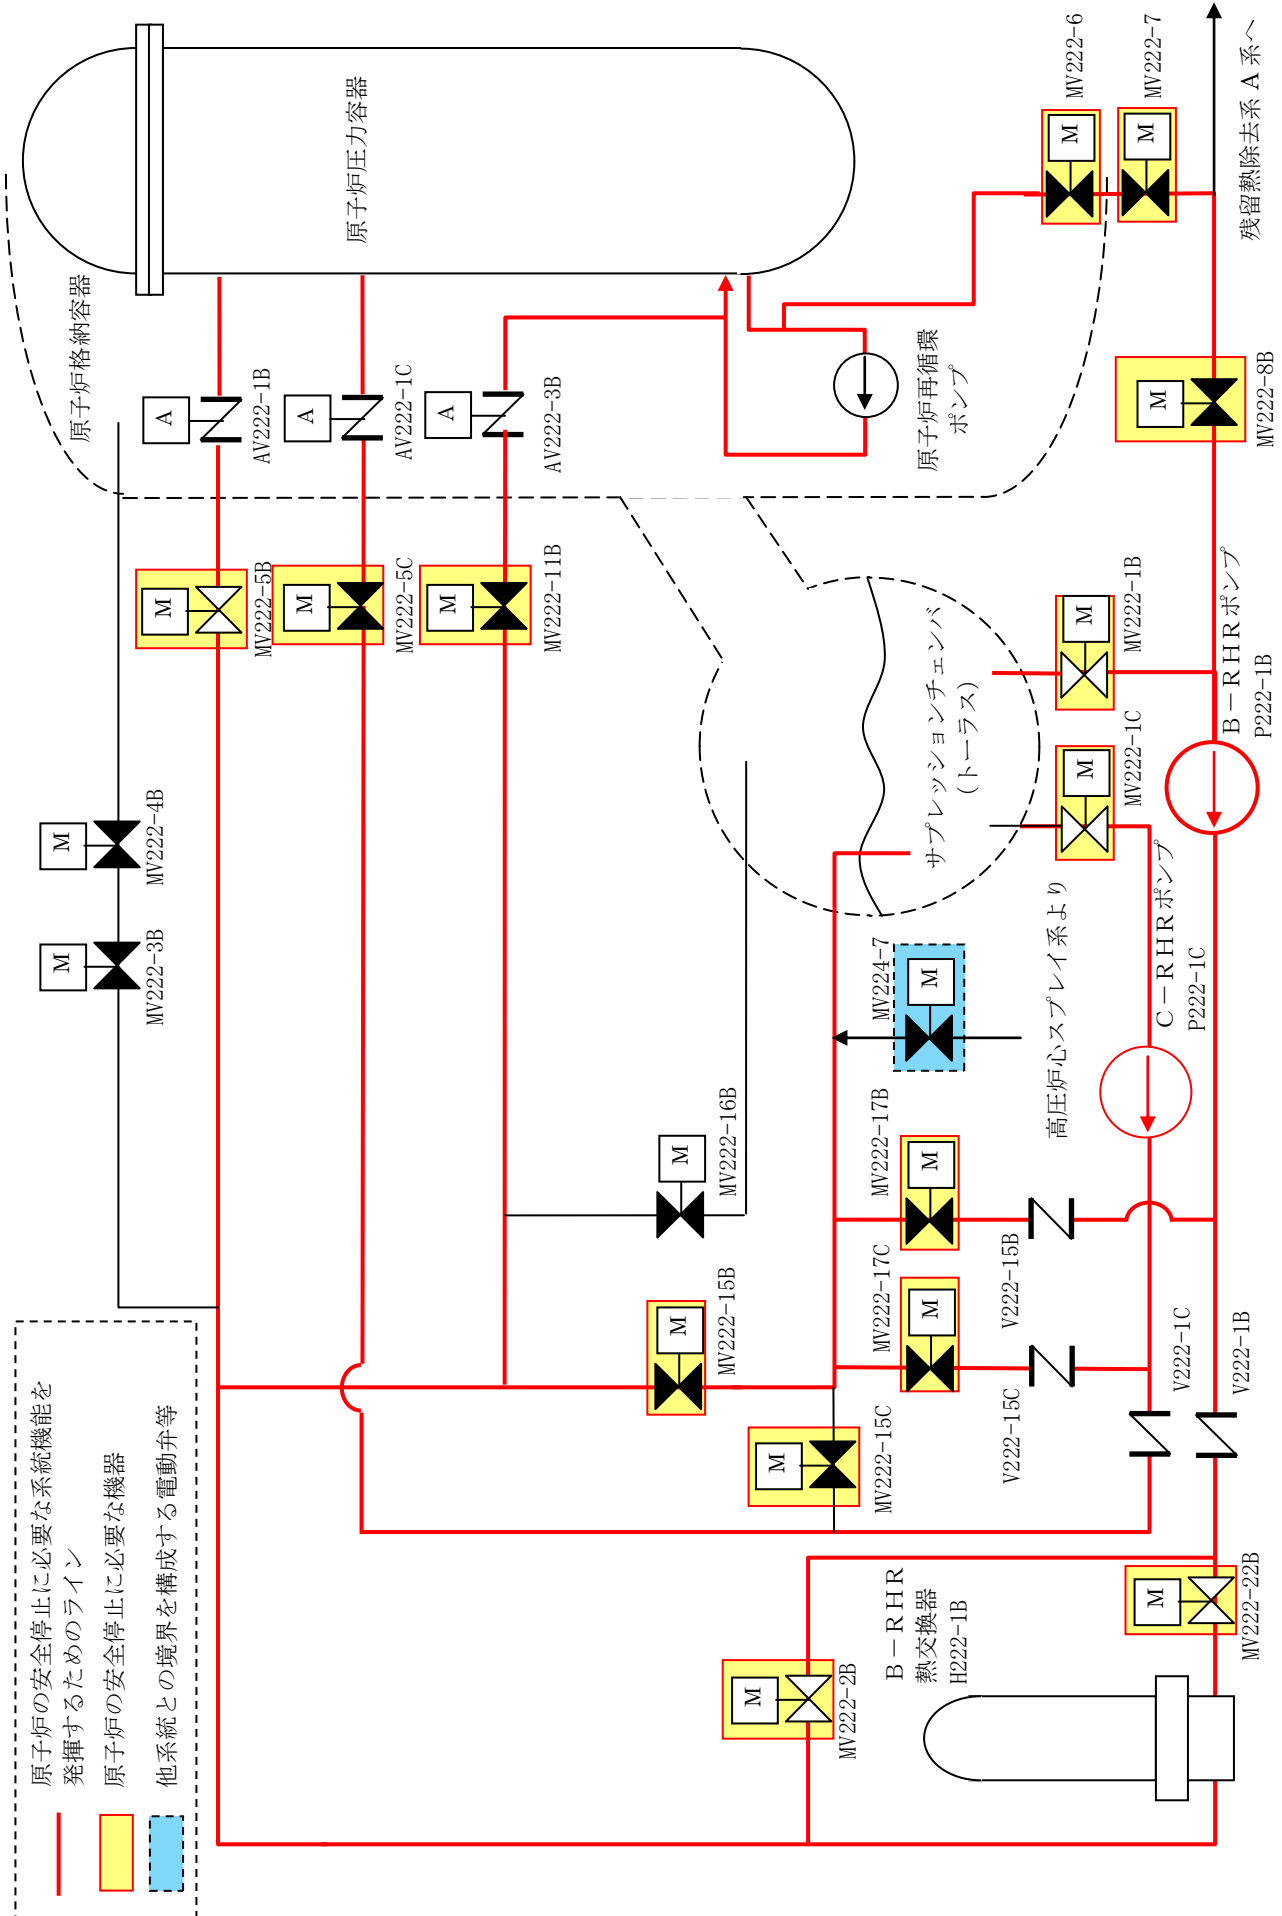 原子炉圧力容器
原子炉格納容器
MV222-6
MV222-7
M
M
残留熱除去系 A 系へ
A
AV222-1B
A
AV222-1C
A
AV222-3B
原子炉再循環
ポンプ
M
MV222-8B
M
MV222-5B
M
MV222-5C
M
MV222-11B
M
MV222-1B
B－RHRポンプ
P222-1B
M
MV222-1C
サプレッションチェンバ
(トーラス)
C－RHRポンプ
P222-1C
M
MV222-4B
M
MV222-3B
MV224-7
M
高圧炉心スプレイ系より
M
MV222-16B
MV222-17B
M
V222-15B
M
MV222-15B
MV222-17C
M
V222-15C
V222-1C
V222-1B
M
MV222-15C
M
MV222-2B
B－RHR
熱交換器
H222-1B
M
MV222-22B
原子炉の安全停止に必要な系統機能を
発揮するためのライン
原子炉の安全停止に必要な機器
他系統との境界を構成する電動弁等